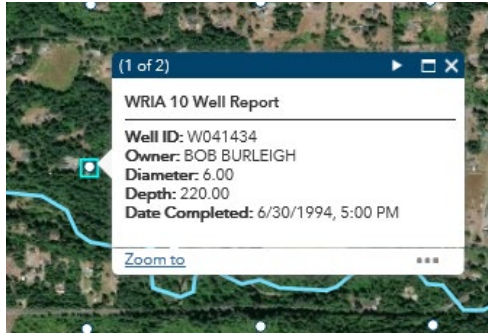 (1 of 2)
WRIA 10 Well Report
Well ID: W041434
Owner: BOB BURLEIGH
Diameter: 6.00
Depth: 220.00
Date Completed: 6/30/1994, 5:00 PM
Zoom to